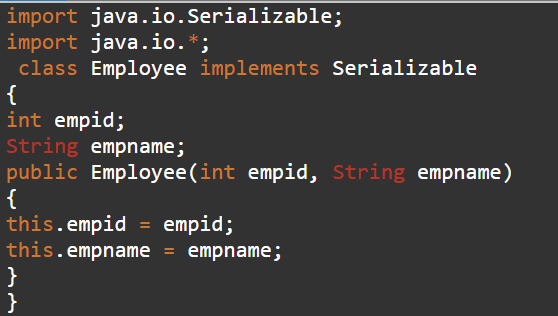 import java.io.Serializable;
import java.io.*;
class Employee implements Serializable
{
int empid;
String empname;
public Employee(int empid, String empname)
{
this.empid = empid;
this.empname = empname;
}
}